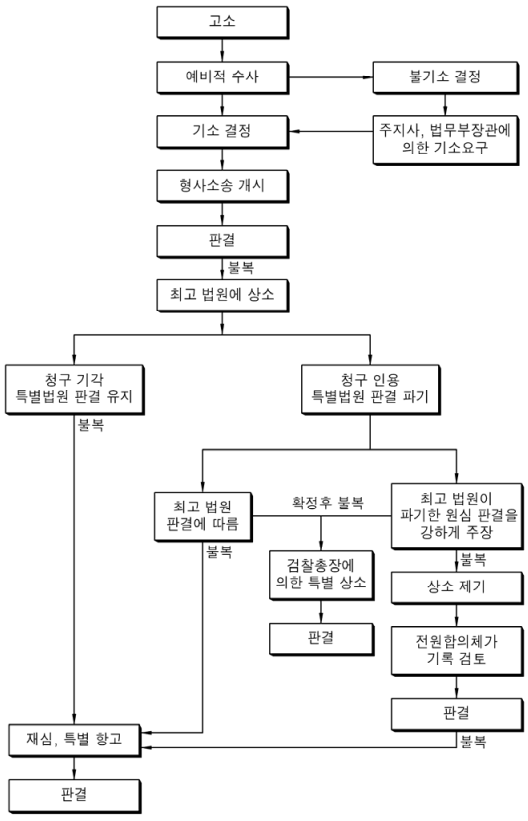 고소
예비적 수사
불기소 결정
기소 결정
주지사, 법무부장관에
의한 기소요구
형사소송 개시
판결
불복
최고 법원에 상소
청구 기각
특별법원 판결 유지
청구 인용
특별법원 판결 파기
불복
최고 법원
판결에 따름
확정후 불복
최고 법원이
파기한 원심 판결을
강하게 주장
불복
불복
검찰총장에
의한 특별 상소
상소 제기
판결
전원합의체가
기록 검토
판결
재심, 특별 항고
불복
판결